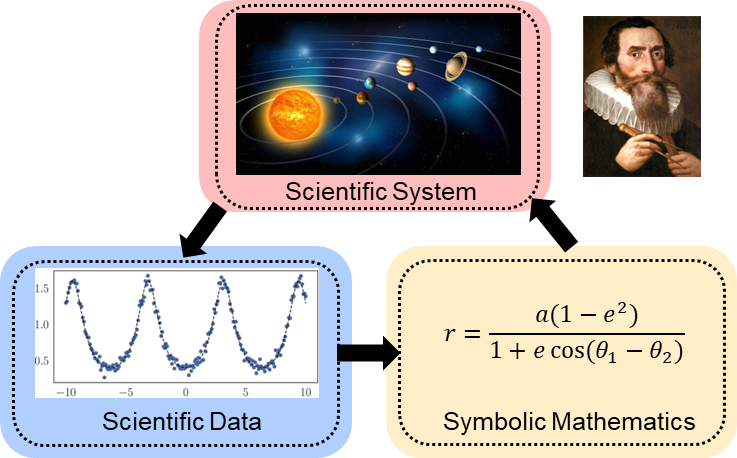 Scientific System
1.5
1.0
0.5
−10 −5 0 5 10
Scientific Data
r = a(1 − e²) / 1 + e cos(θ₁ − θ₂)
Symbolic Mathematics